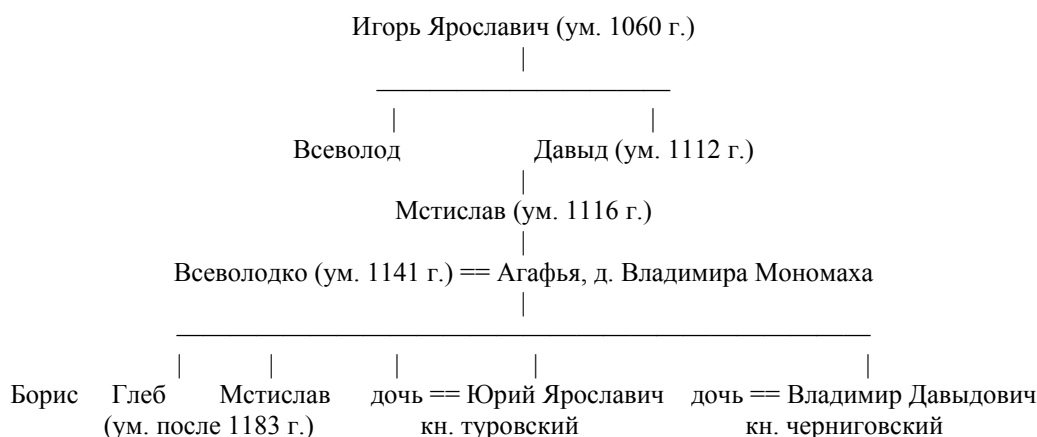 Игорь Ярославич (ум. 1060 г.)
Всеволод Давыд (ум. 1112 г.)
Мстислав (ум. 1116 г.)
Всеволодко (ум. 1141 г.) == Агафья, д. Владимира Мономаха
Борис Глеб Мстислав дочь == Юрий Ярославич дочь == Владимир Давыдович
(ум. после 1183 г.) кн. туровский кн. черниговский